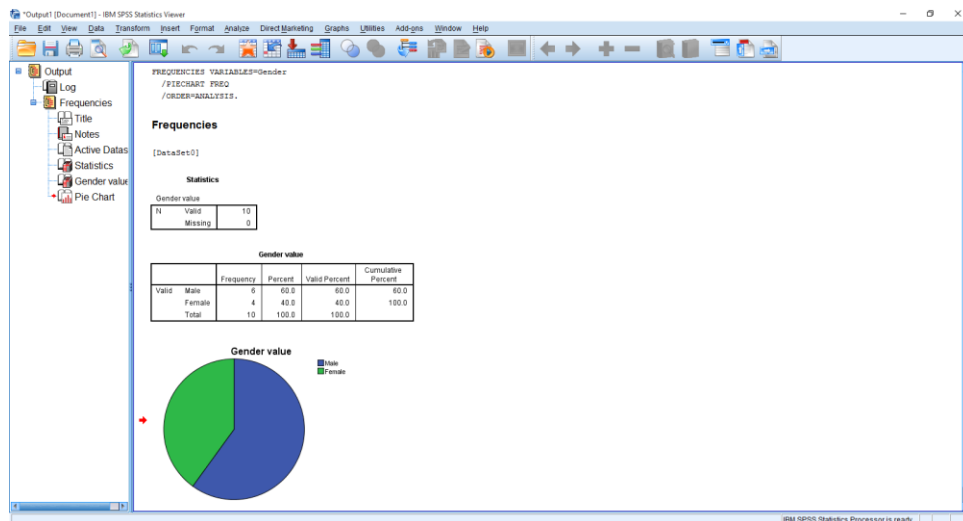 *Output1 [Document1] - IBM SPSS Statistics Viewer
File Edit View Data Transform Insert Format Analyze Direct Marketing Graphs Utilities Add-ons Window Help
Output
Log
Frequencies
Title
Notes
Active Datas
Statistics
Gender value
Pie Chart
FREQUENCIES VARIABLES=Gender
/PIECHART FREQ
/ORDER=ANALYSIS.
Frequencies
[DataSet0]
Statistics
Gender value
N Valid 10
Missing 0
Gender value
Frequency Percent Valid Percent Cumulative Percent
Valid Male 6 60.0 60.0 60.0
Female 4 40.0 40.0 100.0
Total 10 100.0 100.0
Gender value
Male
Female
IBM SPSS Statistics Processor is ready